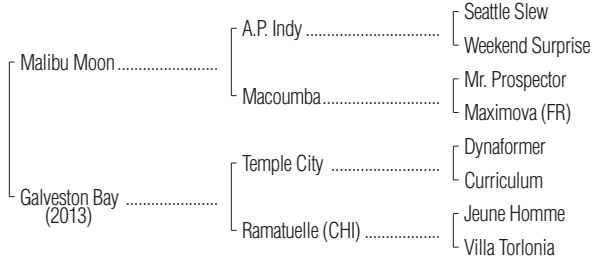 Seattle Slew
A.P. Indy
Weekend Surprise
Malibu Moon
Mr. Prospector
Macoumba
Maximova (FR)
Dynaformer
Temple City
Curriculum
Galveston Bay
(2013)
Jeune Homme
Ramatuelle (CHI)
Villa Torlonia